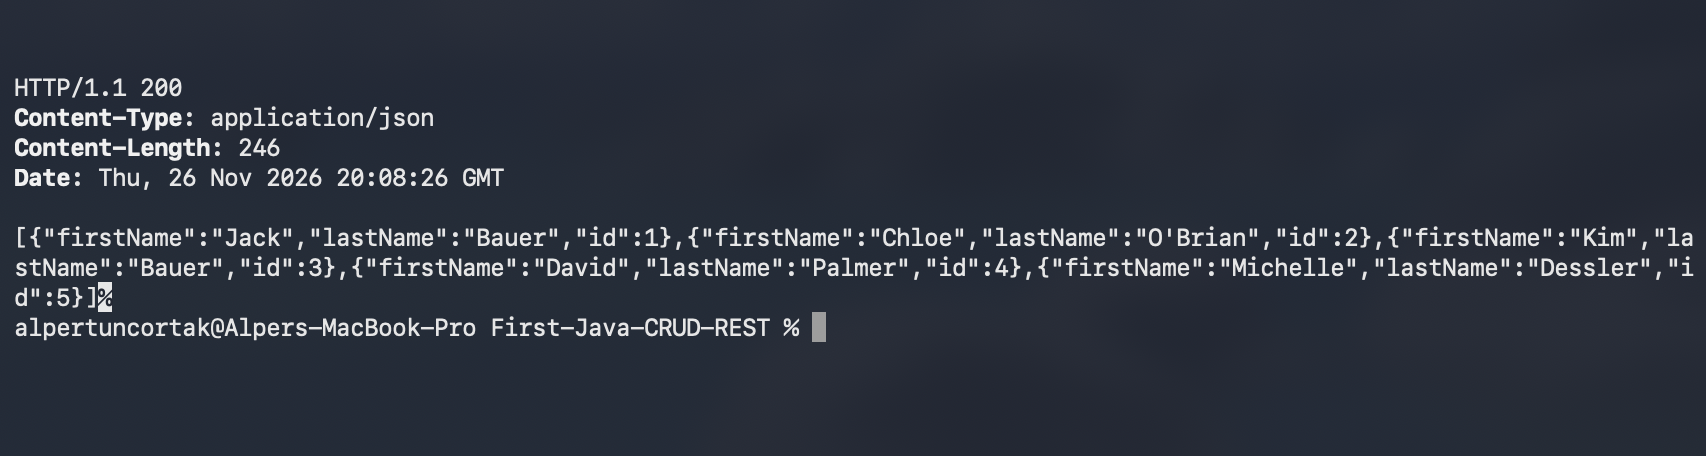 HTTP/1.1 200
Content-Type: application/json
Content-Length: 246
Date: Thu, 26 Nov 2026 20:08:26 GMT
[{"firstName":"Jack","lastName":"Bauer","id":1},{"firstName":"Chloe","lastName":"O'Brian","id":2},{"firstName":"Kim","la
stName":"Bauer","id":3},{"firstName":"David","lastName":"Palmer","id":4},{"firstName":"Michelle","lastName":"Dessler","i
d":5}]%
alpertuncortak@Alpers-MacBook-Pro First-Java-CRUD-REST %